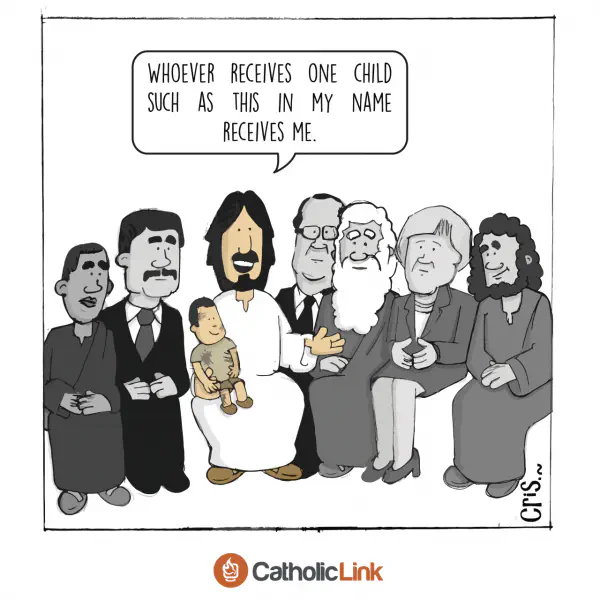 WHOEVER RECEIVES ONE CHILD
SUCH AS THIS IN MY NAME
RECEIVES ME.
CRiS...~
CatholicLink